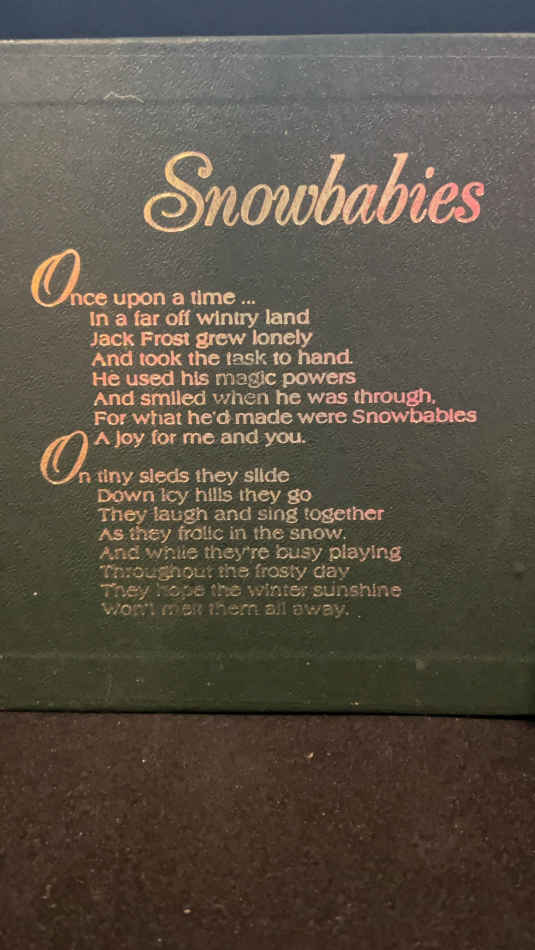 Snowbabies
Once upon a time ...
In a far off wintry land
Jack Frost grew lonely
And took the task to hand.
He used his magic powers
And smiled when he was through,
For what he'd made were Snowbabies
A joy for me and you.
On tiny sleds they slide
Down icy hills they go
They laugh and sing together
As they frolic in the snow.
And while they're busy playing
Throughout the frosty day
They hope the winter sunshine
Won't melt them all away.